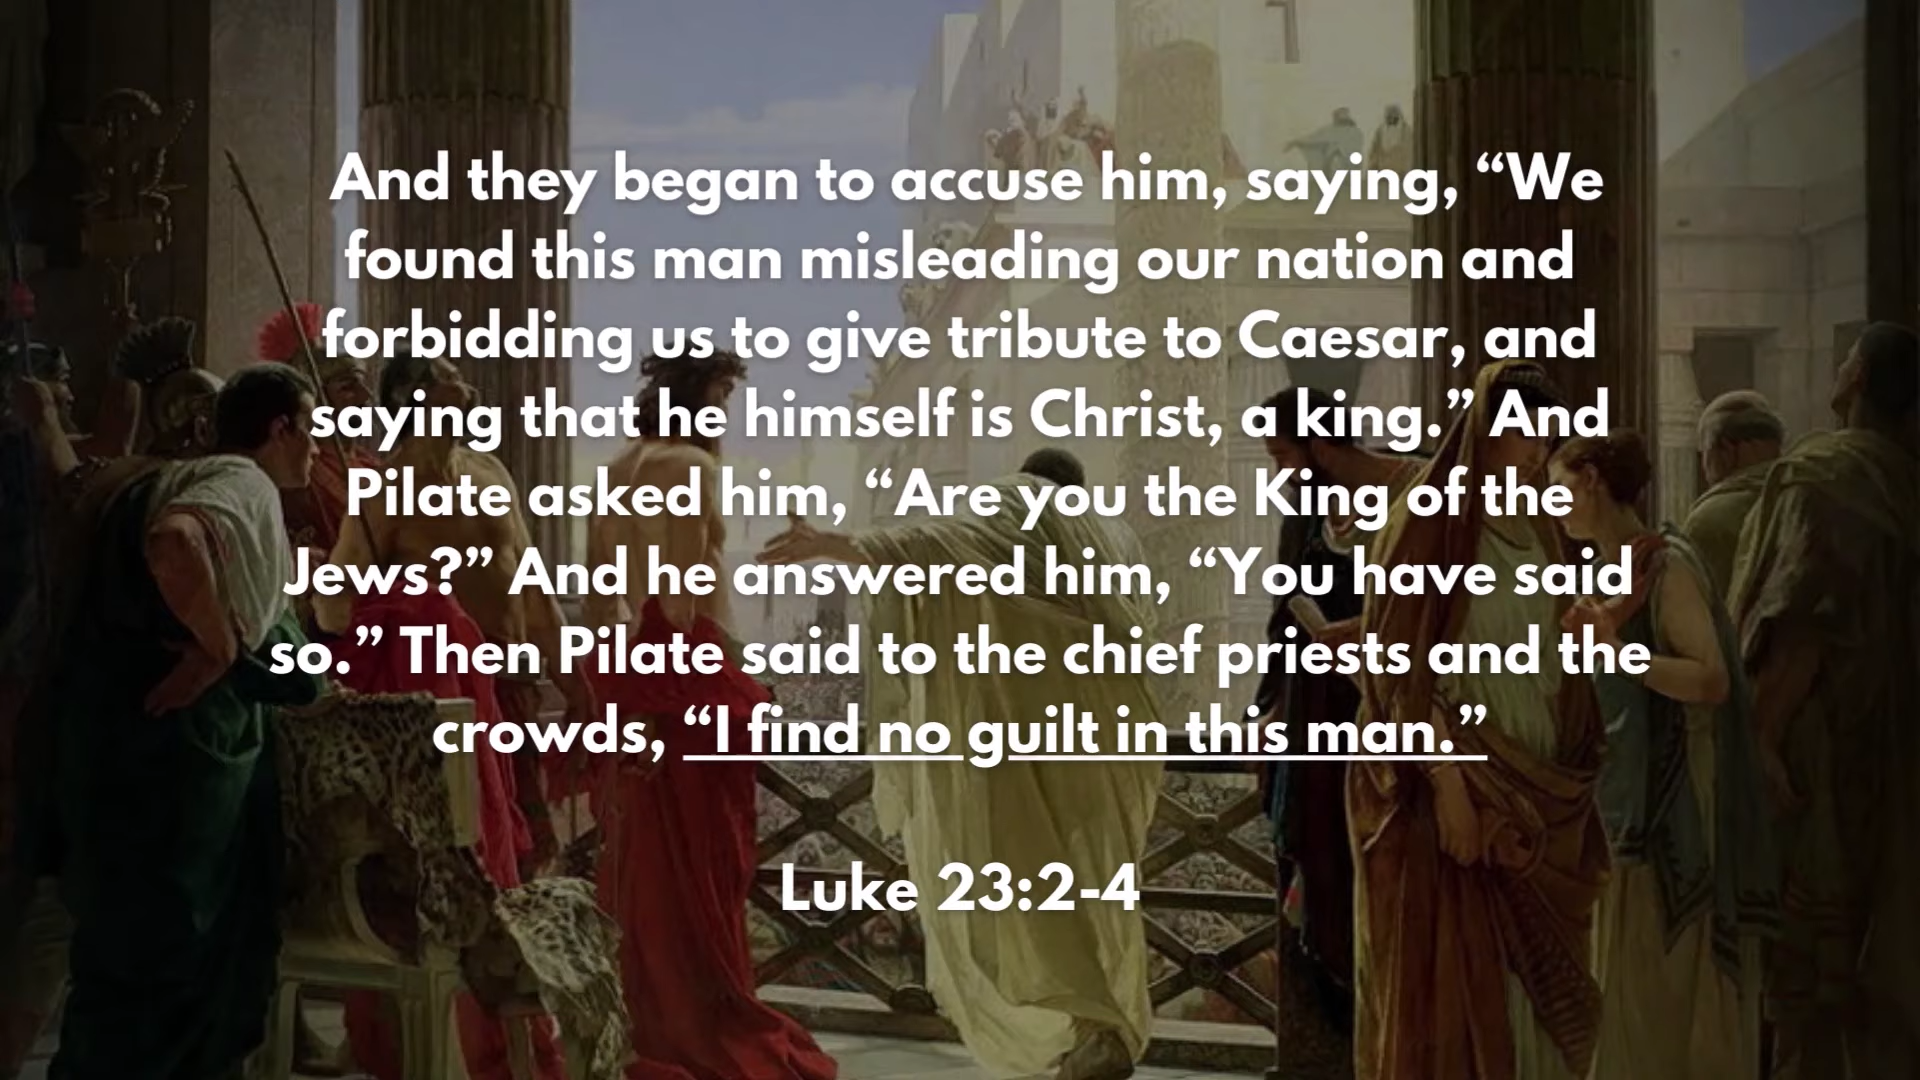 And they began to accuse him, saying, “We
found this man misleading our nation and
forbidding us to give tribute to Caesar, and
saying that he himself is Christ, a king.” And
Pilate asked him, “Are you the King of the
Jews?” And he answered him, “You have said
so.” Then Pilate said to the chief priests and the
crowds, “I find no guilt in this man.”
Luke 23:2-4